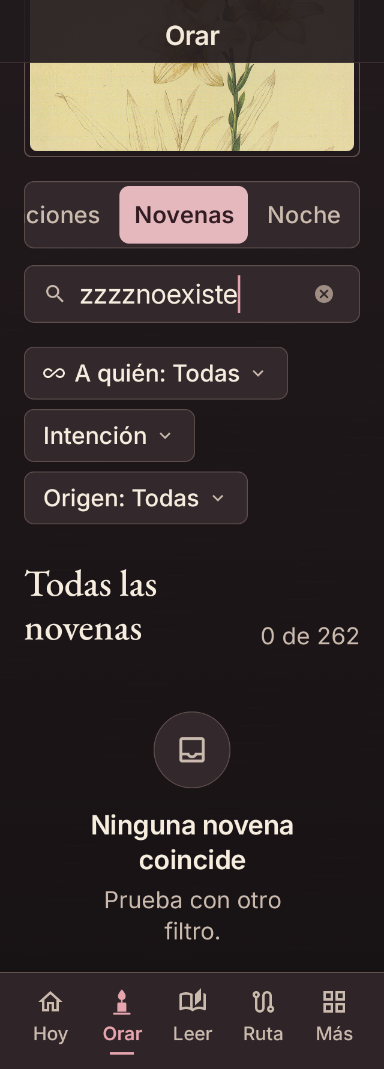 Orar
ciones Novenas Noche
zzzznoexiste
A quién: Todas
Intención
Origen: Todas
Todas las
novenas
0 de 262
Ninguna novena
coincide
Prueba con otro
filtro.
Hoy Orar Leer Ruta Más